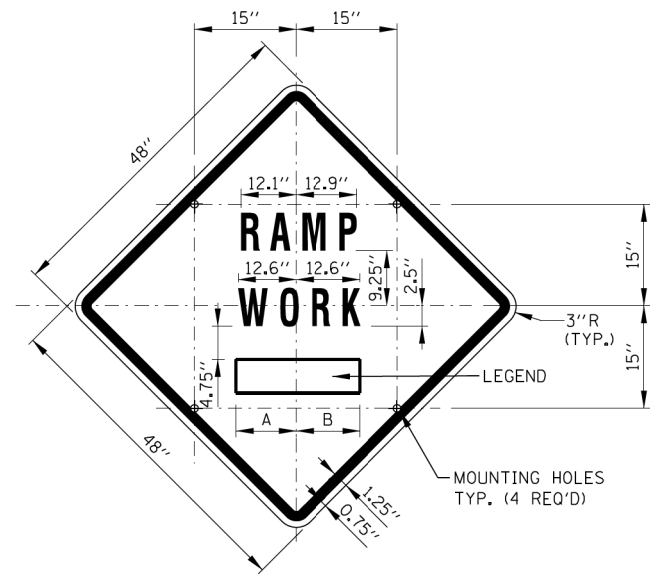 15" 15"
48"
12.1" 12.9"
RAMP
12.6" 12.6"
9.25"
2.5"
15"
WORK
3"R
(TYP.)
15"
4.75"
LEGEND
A B
48"
MOUNTING HOLES
TYP. (4 REQ'D)
1.25"
0.75"